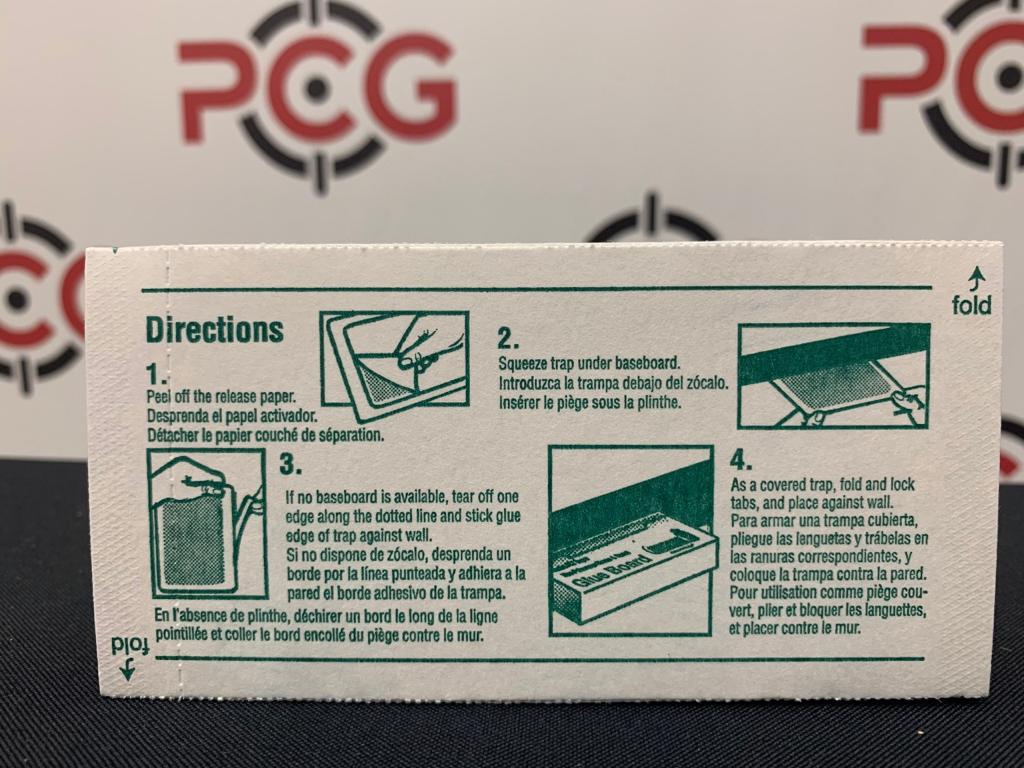 PCG
fold
Directions
1.
Peel off the release paper.
Desprenda el papel activador.
Détacher le papier couché de séparation.
2.
Squeeze trap under baseboard.
Introduzca la trampa debajo del zócalo.
Insérer le piège sous la plinthe.
3.
If no baseboard is available, tear off one
edge along the dotted line and stick glue
edge of trap against wall.
Si no dispone de zócalo, desprenda un
borde por la línea punteada y adhiera a la
pared el borde adhesivo de la trampa.
En l'absence de plinthe, déchirer un bord le long de la ligne
pointillée et coller le bord encollé du piège contre le mur.
4.
As a covered trap, fold and lock
tabs, and place against wall.
Para armar una trampa cubierta,
pliegue las lenguetas y trábelas en
las ranuras correspondientes, y
coloque la trampa contra la pared.
Pour utilisation comme piège cou-
vert, plier et bloquer les languettes,
et placer contre le mur.
Glue Board
fold